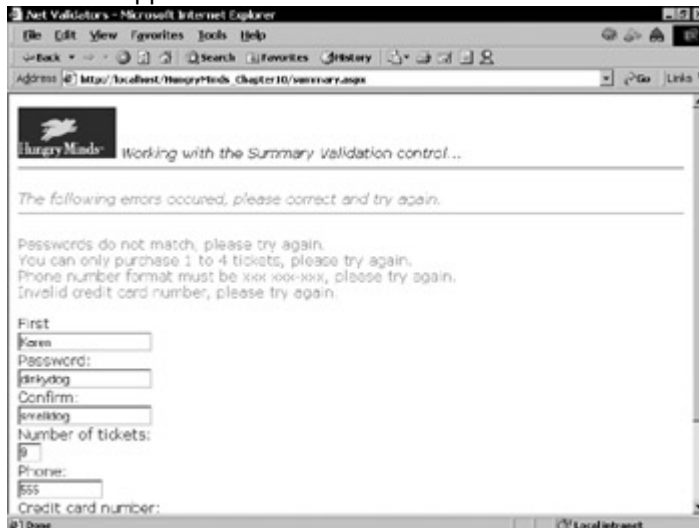 .Net Validators - Microsoft Internet Explorer
File Edit View Favorites Tools Help
Back Search Favorites History
Address http://localhost/HungryMinds_Chapter10/summary.aspx Go Links
Hungry Minds Working with the Summary Validation control...
The following errors occured, please correct and try again.
Passwords do not match, please try again.
You can only purchase 1 to 4 tickets, please try again.
Phone number format must be xxx xxx-xxx, please try again.
Invalid credit card number, please try again.
First
Karen
Password:
dinkydog
Confirm:
smalldog
Number of tickets:
9
Phone:
555
Credit card number:
Done Local intranet